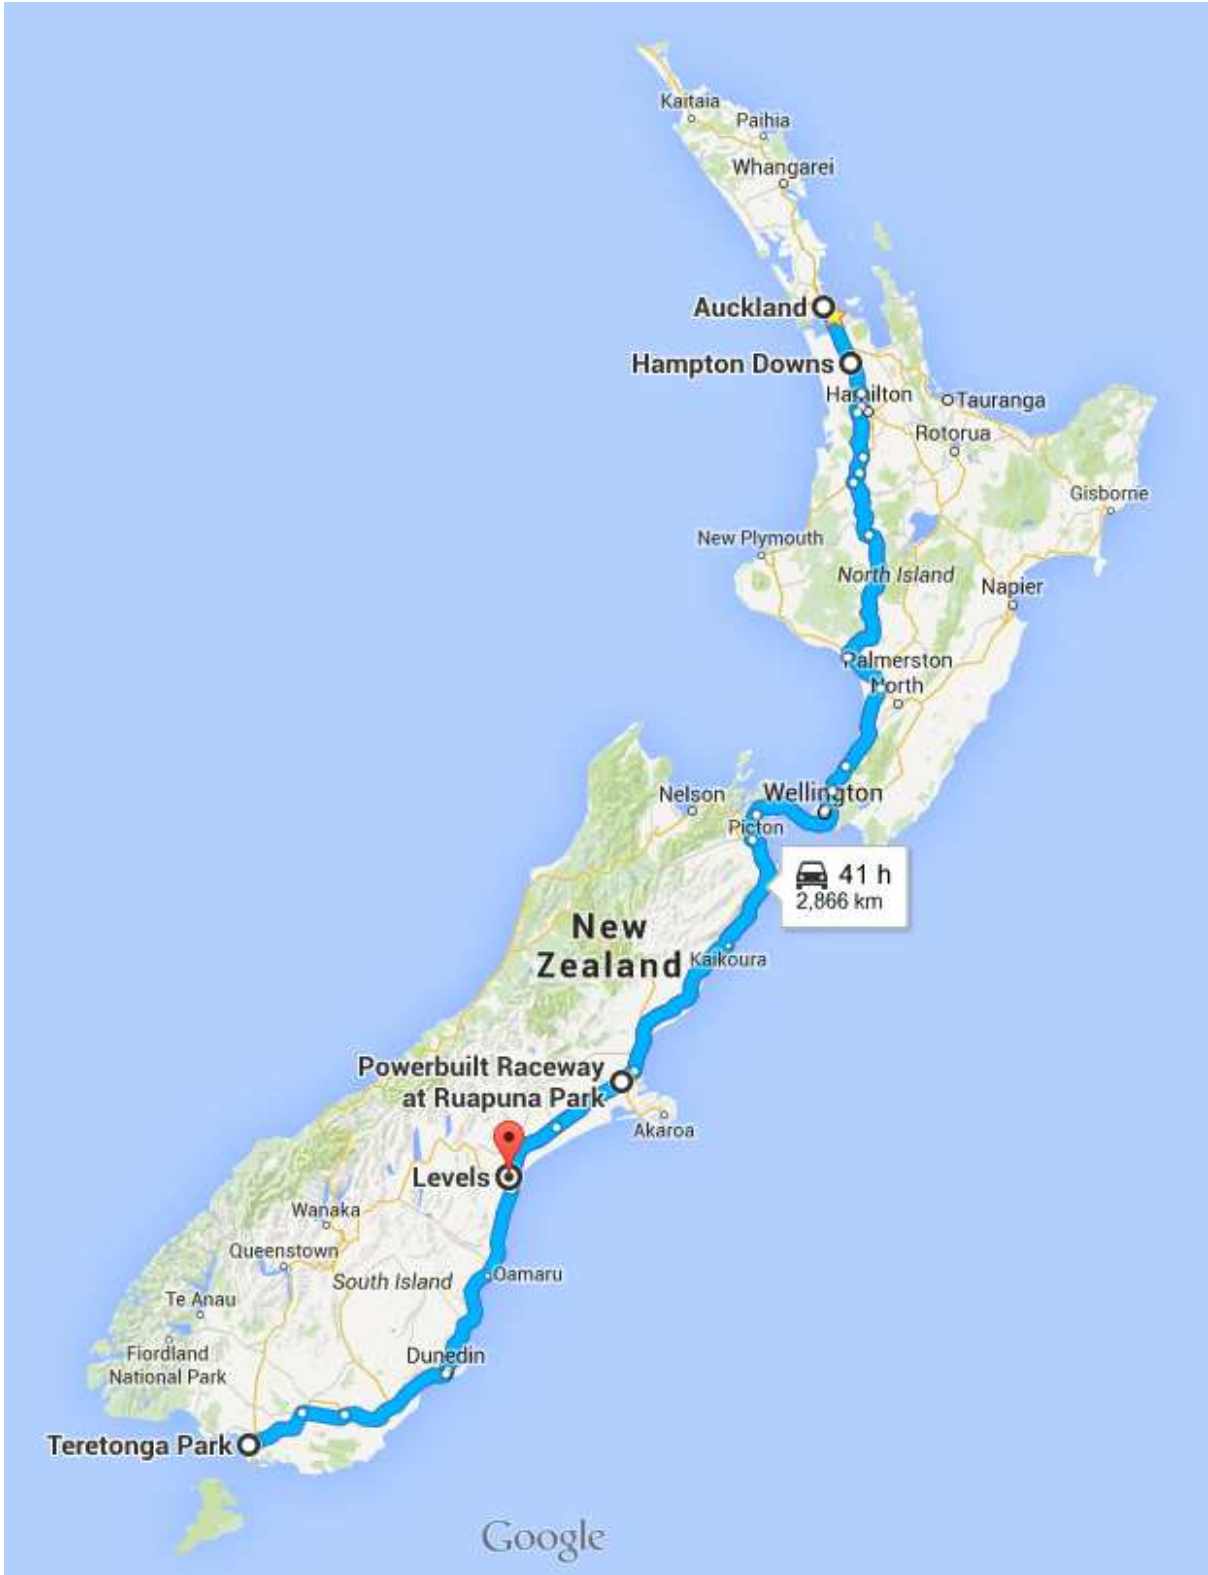 Kaitaia
Paihia
Whangarei
Auckland
Hampton Downs
Hamilton
Tauranga
Rotorua
Gisborne
New Plymouth
North Island
Napier
Palmerston
North
Nelson
Wellington
Picton
41 h
2,866 km
New
Zealand
Kaikoura
Powerbuilt Raceway
at Ruapuna Park
Akaroa
Levels
Wanaka
Queenstown
South Island
Oamaru
Te Anau
Fiordland
National Park
Dunedin
Teretonga Park
Google